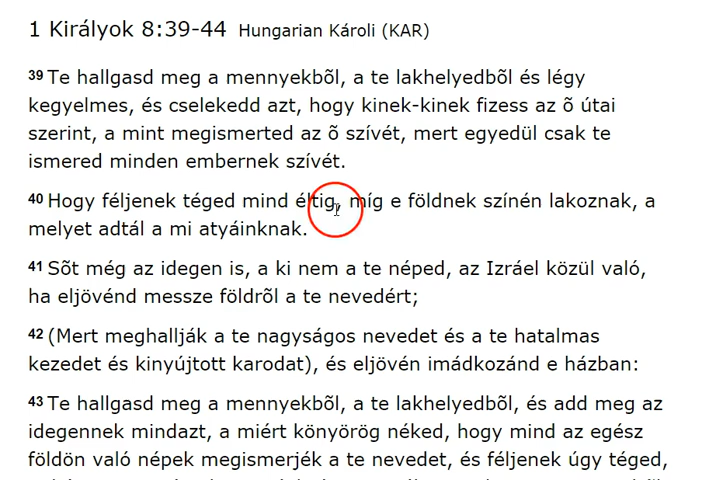 1 Királyok 8:39-44 Hungarian Károli (KAR)
39 Te hallgasd meg a mennyekbõl, a te lakhelyedbõl és légy
kegyelmes, és cselekedd azt, hogy kinek-kinek fizess az õ útai
szerint, a mint megismerted az õ szívét, mert egyedül csak te
ismered minden embernek szívét.
40 Hogy féljenek téged mind éltig, míg e földnek színén lakoznak, a
melyet adtál a mi atyáinknak.
41 Sõt még az idegen is, a ki nem a te néped, az Izráel közül való,
ha eljövénd messze földrõl a te nevedért;
42 (Mert meghallják a te nagyságos nevedet és a te hatalmas
kezedet és kinyújtott karodat), és eljövén imádkozánd e házban:
43 Te hallgasd meg a mennyekbõl, a te lakhelyedbõl, és add meg az
idegennek mindazt, a miért könyörög néked, hogy mind az egész
földön való népek megismerjék a te nevedet, és féljenek úgy téged,